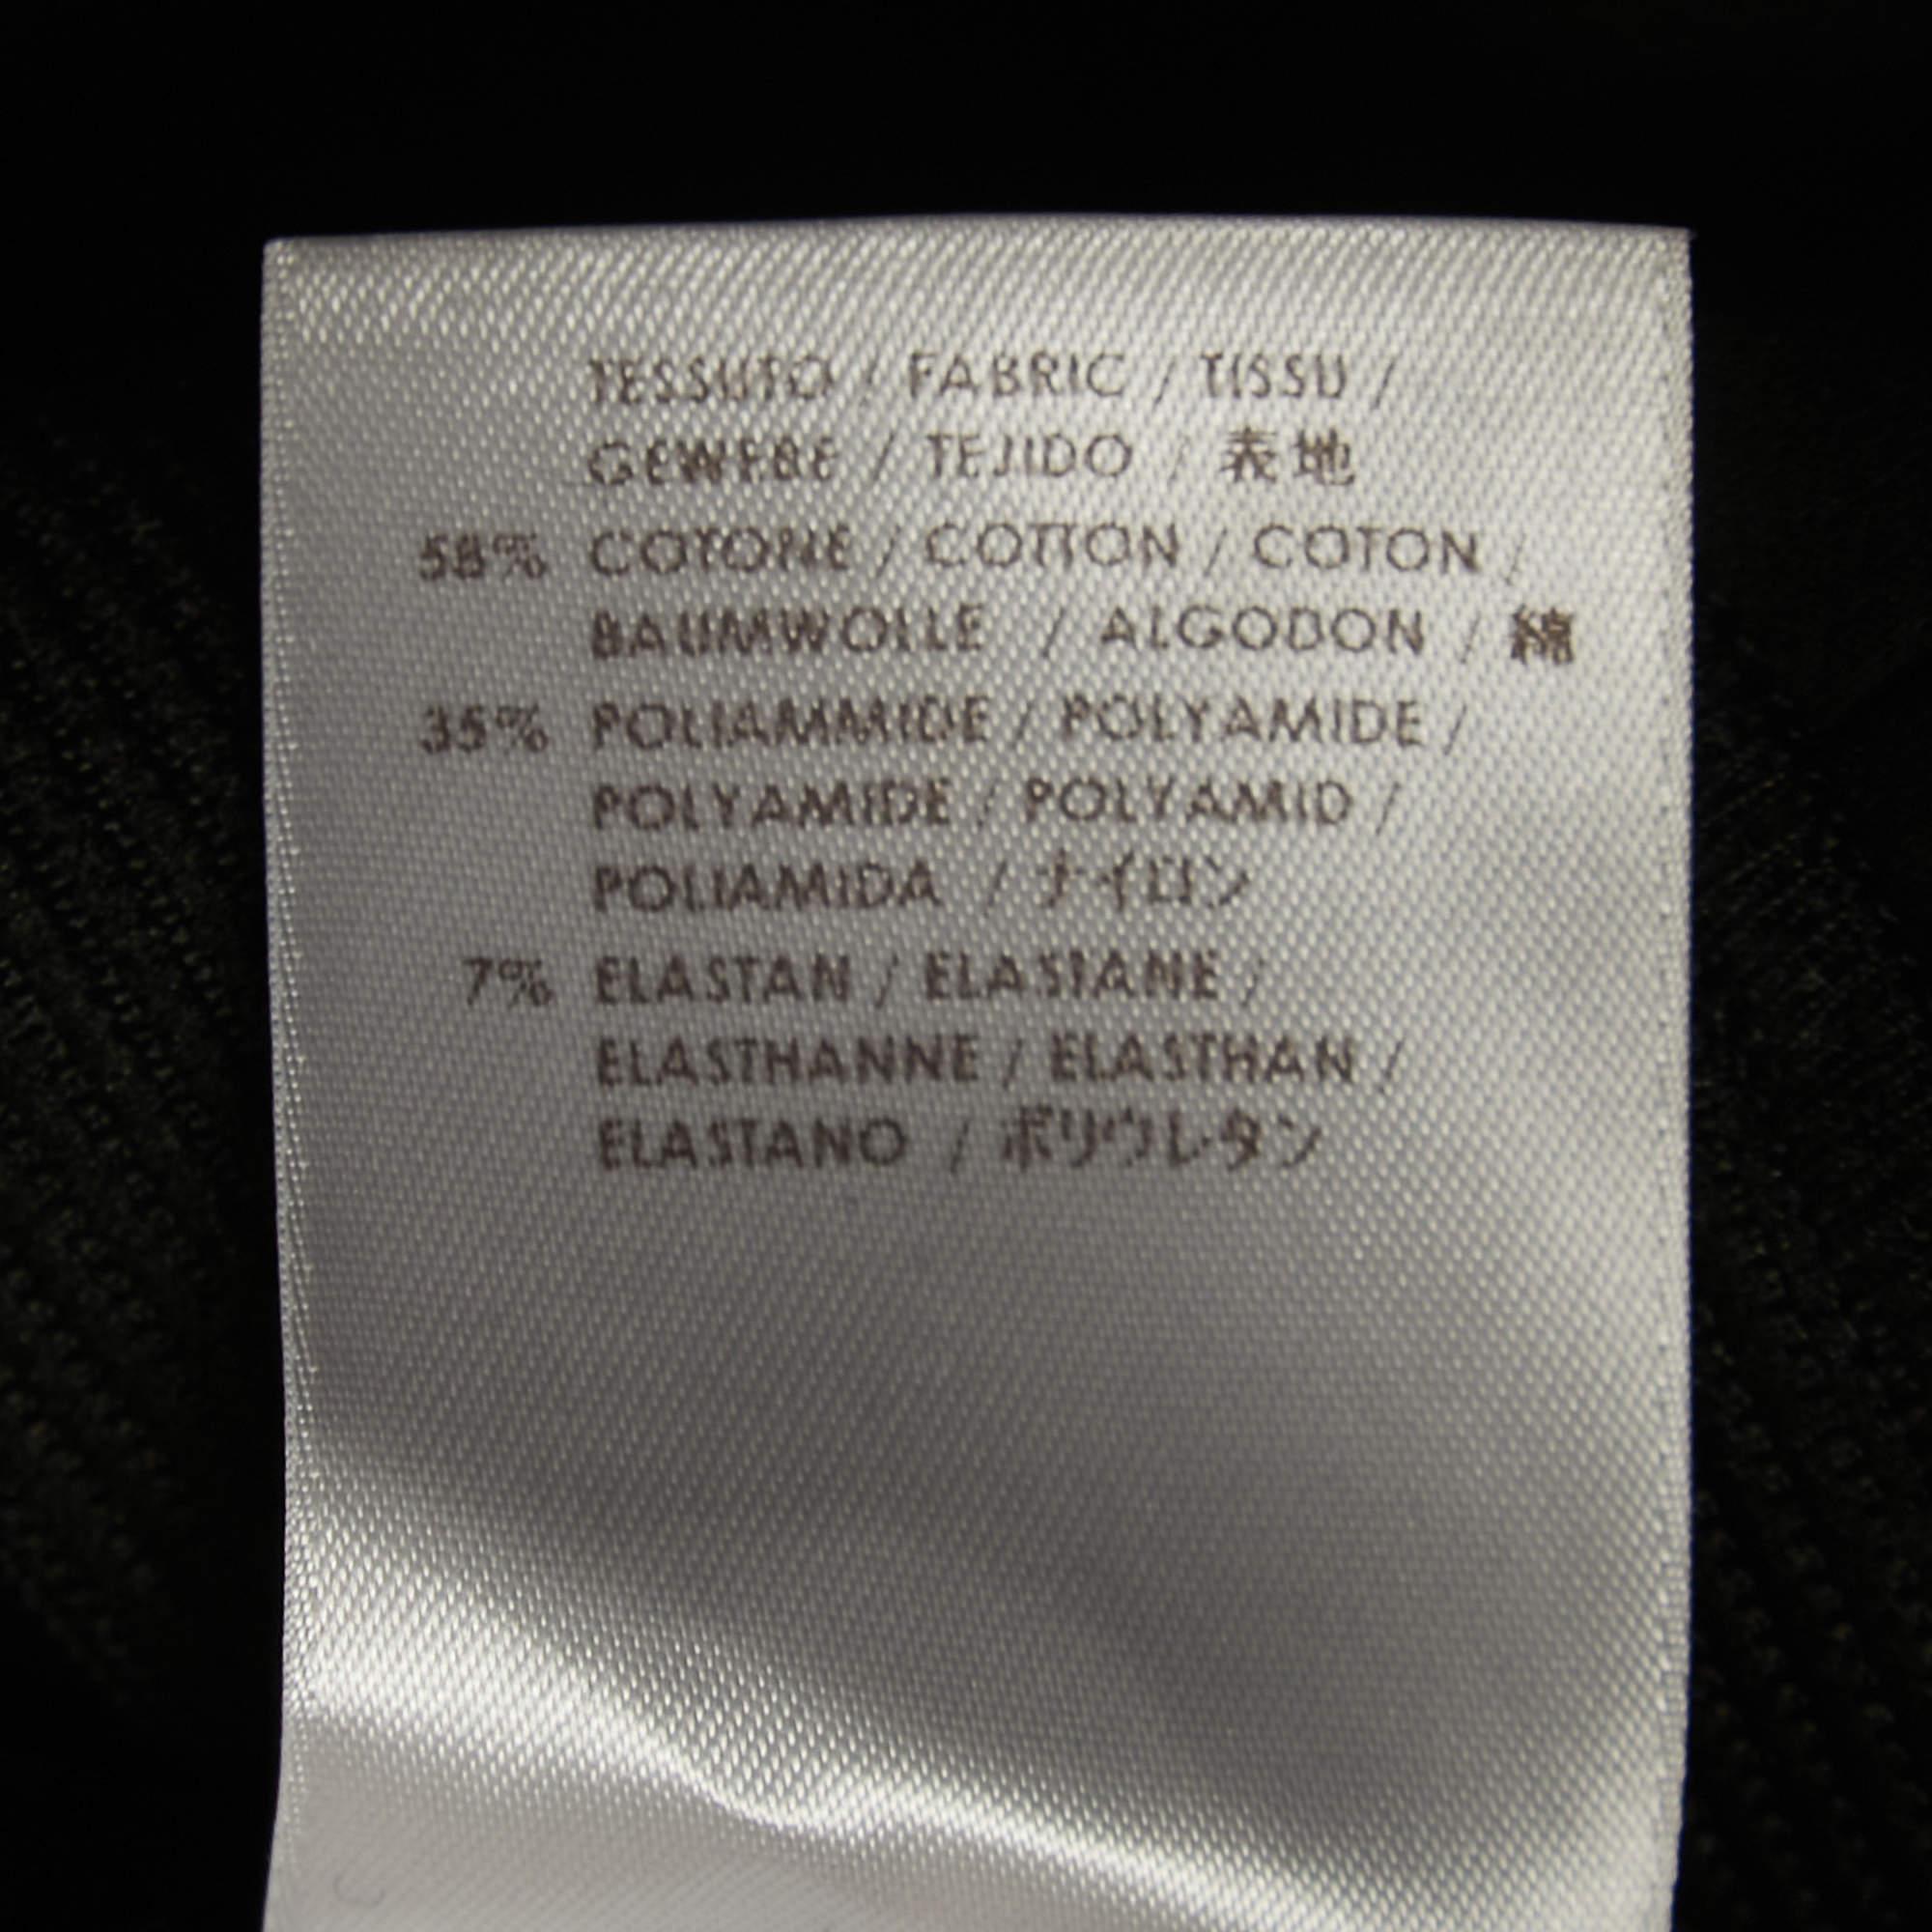 TESSUTO / FABRIC / TISSU /
GEWEBE / TEJIDO / 表地
58% COTONE / COTTON / COTON /
BAUMWOLLE / ALGODON / 綿
35% POLIAMMIDE / POLYAMIDE /
POLYAMIDE / POLYAMID /
POLIAMIDA / ナイロン
7% ELASTAN / ELASTANE /
ELASTHANNE / ELASTHAN /
ELASTANO / ポリウレタン